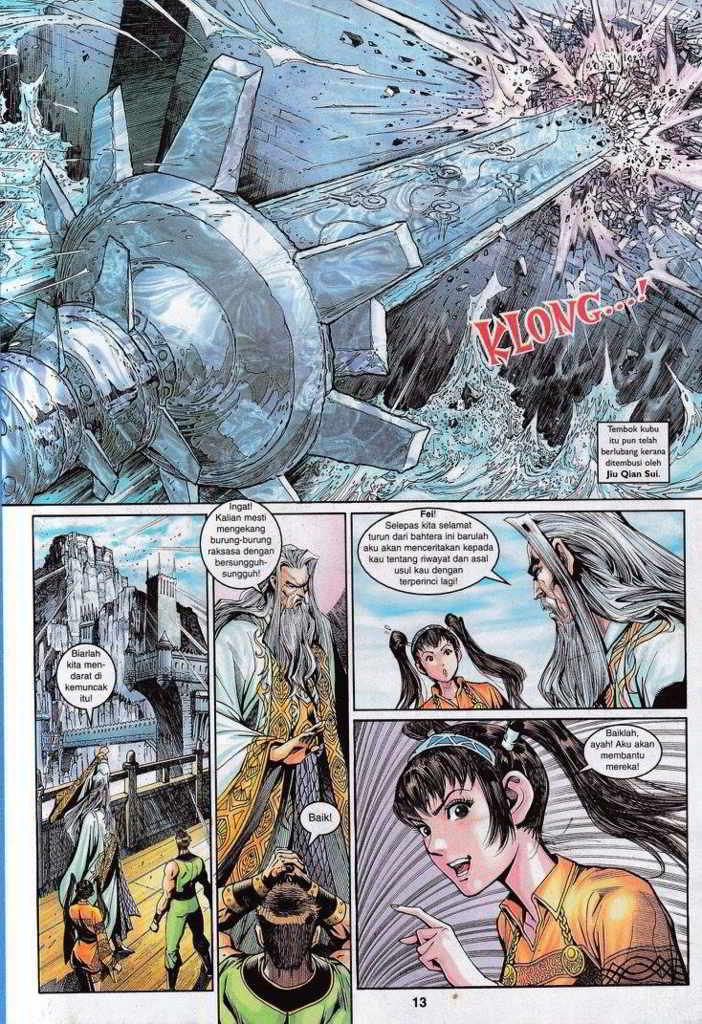 KLONG...!
Tembok kubu
itu pun telah
berlubang kerana
ditembusi oleh
Jiu Qian Sui.
Biarlah
kita men-
darat di
kemuncak
itu!
Ingat!
Kalian mesti
mengekang
burung-burung
raksasa dengan
bersungguh-
sungguh!
Baik!
Fei!
Selepas kita selamat
turun dari bahtera ini barulah
aku akan menceritakan kepada
kau tentang riwayat dan asal
usul kau dengan
terperinci lagi!
Baiklah,
ayah! Aku akan
membantu
mereka!
13